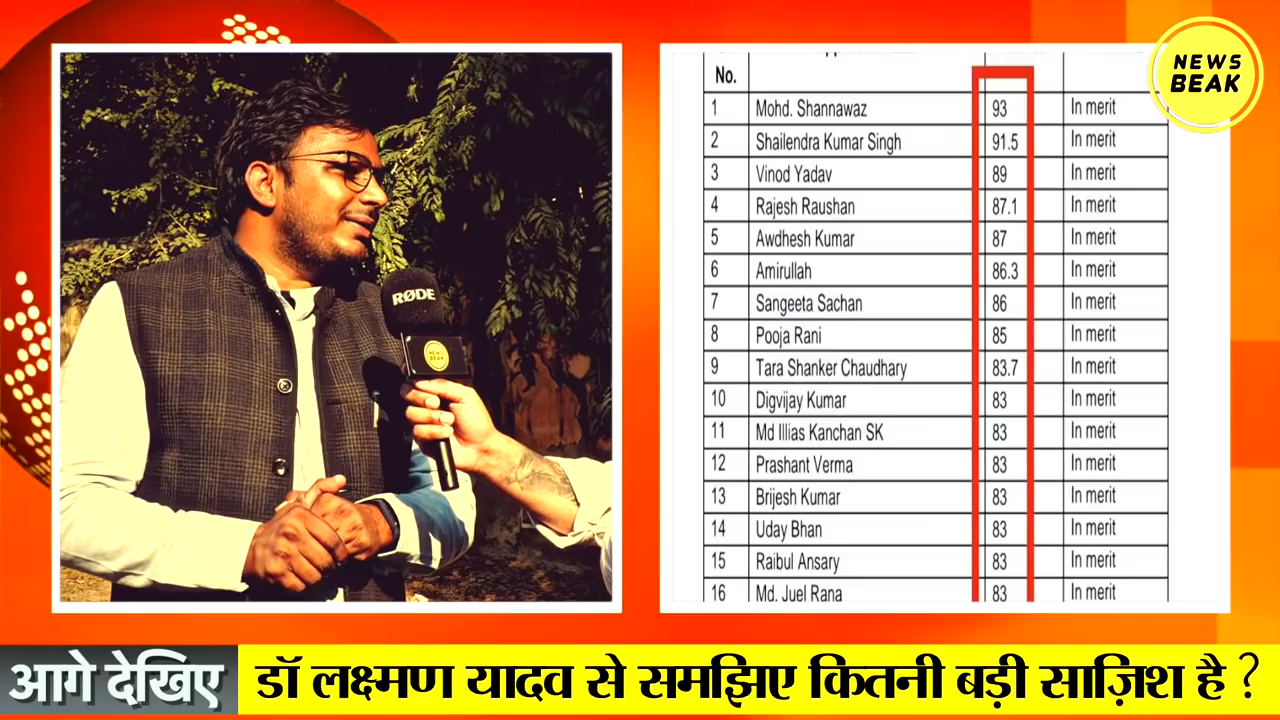 NEWS
BEAK
RØDE
NEWS
BEAK
No.
1 Mohd. Shannawaz 93 In merit
2 Shailendra Kumar Singh 91.5 In merit
3 Vinod Yadav 89 In merit
4 Rajesh Raushan 87.1 In merit
5 Awdhesh Kumar 87 In merit
6 Amirullah 86.3 In merit
7 Sangeeta Sachan 86 In merit
8 Pooja Rani 85 In merit
9 Tara Shanker Chaudhary 83.7 In merit
10 Digvijay Kumar 83 In merit
11 Md Illias Kanchan SK 83 In merit
12 Prashant Verma 83 In merit
13 Brijesh Kumar 83 In merit
14 Uday Bhan 83 In merit
15 Raibul Ansary 83 In merit
16 Md. Juel Rana 83 In merit
आगे देखिए डॉ लक्ष्मण यादव से समझिए कितनी बड़ी साज़िश है ?